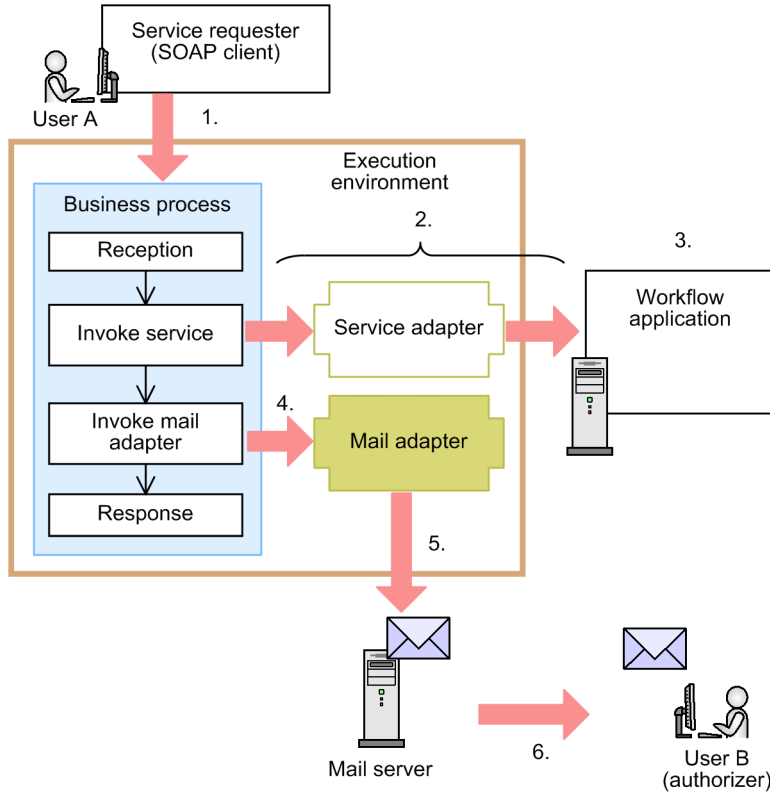 Service requester
(SOAP client)
User A
1.
Execution
environment
Business process
2.
3.
Reception
Workflow
application
Invoke service
Service adapter
4.
Invoke mail
adapter
Mail adapter
Response
5.
6.
Mail server
User B
(authorizer)